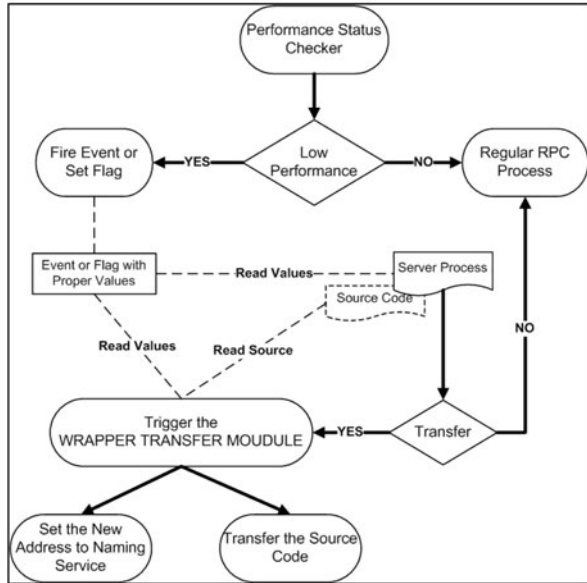 Performance Status
Checker
Low
Performance
YES
NO
Fire Event or
Set Flag
Regular RPC
Process
Event or Flag with
Proper Values
Read Values
Server Process
Source Code
Read Values
Read Source
NO
Trigger the
WRAPPER TRANSFER MOUDULE
YES
Transfer
Set the New
Address to Naming
Service
Transfer the Source
Code